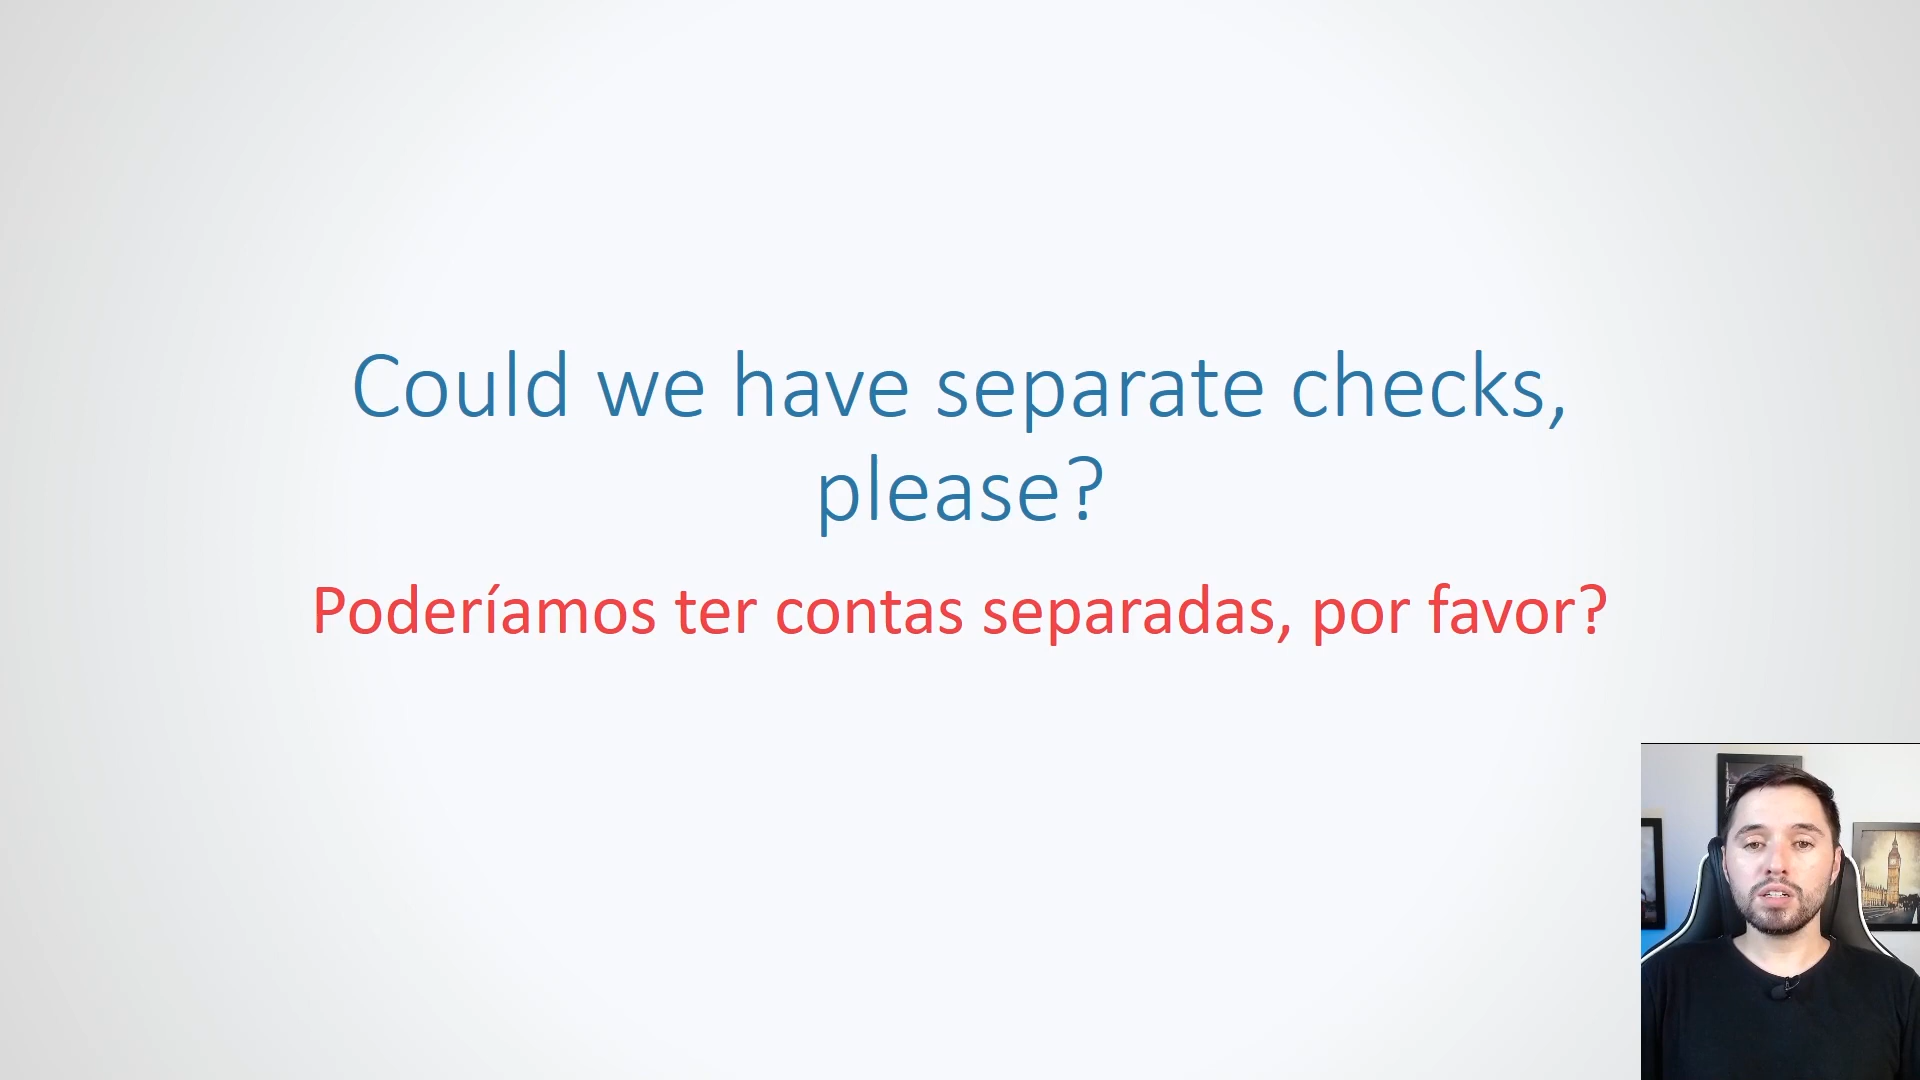 Could we have separate checks,
please?
Poderíamos ter contas separadas, por favor?